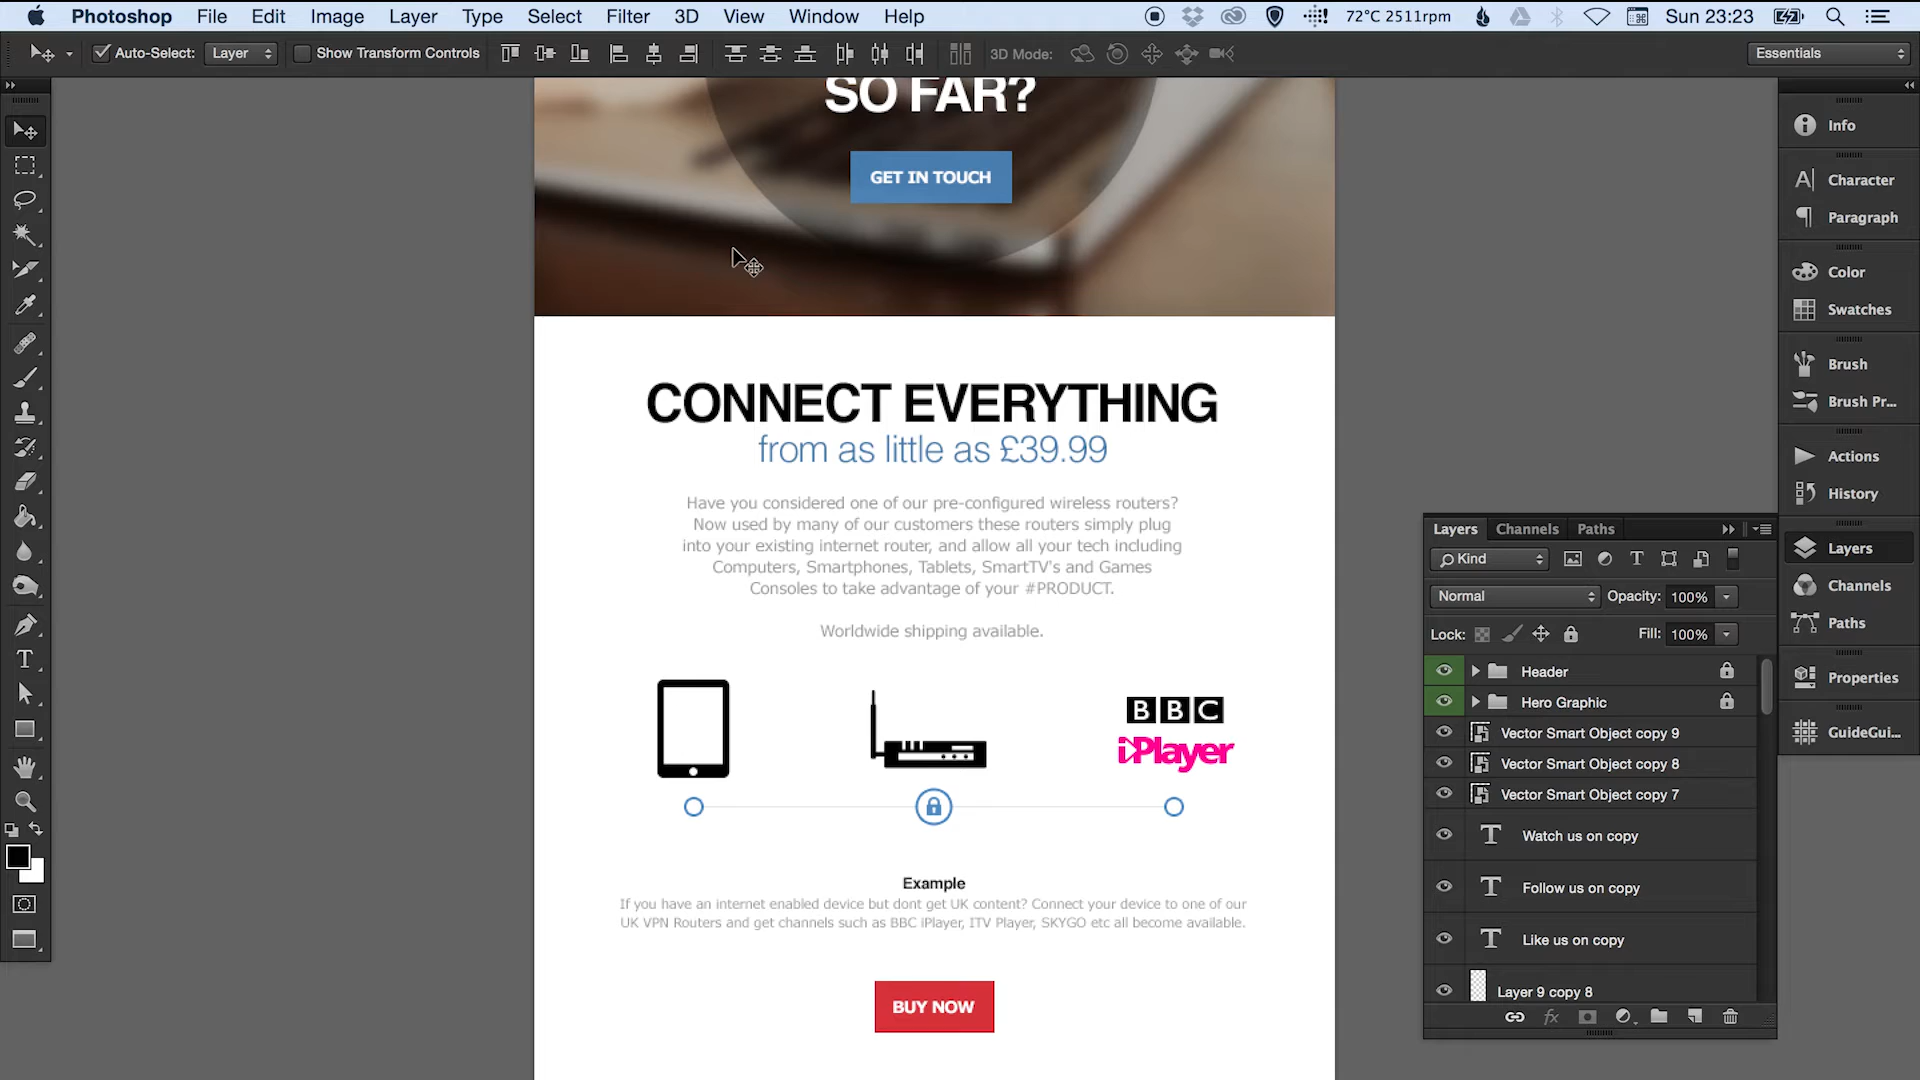 Photoshop File Edit Image Layer Type Select Filter 3D View Window Help 72°C 2511rpm Sun 23:23
Auto-Select: Layer Show Transform Controls 3D Mode: Essentials
SO FAR?
GET IN TOUCH
CONNECT EVERYTHING
from as little as £39.99
Have you considered one of our pre-configured wireless routers?
Now used by many of our customers these routers simply plug
into your existing internet router, and allow all your tech including
Computers, Smartphones, Tablets, SmartTV's and Games
Consoles to take advantage of your #PRODUCT.
Worldwide shipping available.
BBC
iPlayer
Example
If you have an internet enabled device but dont get UK content? Connect your device to one of our
UK VPN Routers and get channels such as BBC iPlayer, ITV Player, SKYGO etc all become available.
BUY NOW
Info
Character
Paragraph
Color
Swatches
Brush
Brush Pr...
Actions
History
Layers
Channels
Paths
Properties
GuideGui...
Layers Channels Paths
Kind
Normal Opacity: 100%
Lock: Fill: 100%
Header
Hero Graphic
Vector Smart Object copy 9
Vector Smart Object copy 8
Vector Smart Object copy 7
Watch us on copy
Follow us on copy
Like us on copy
Layer 9 copy 8